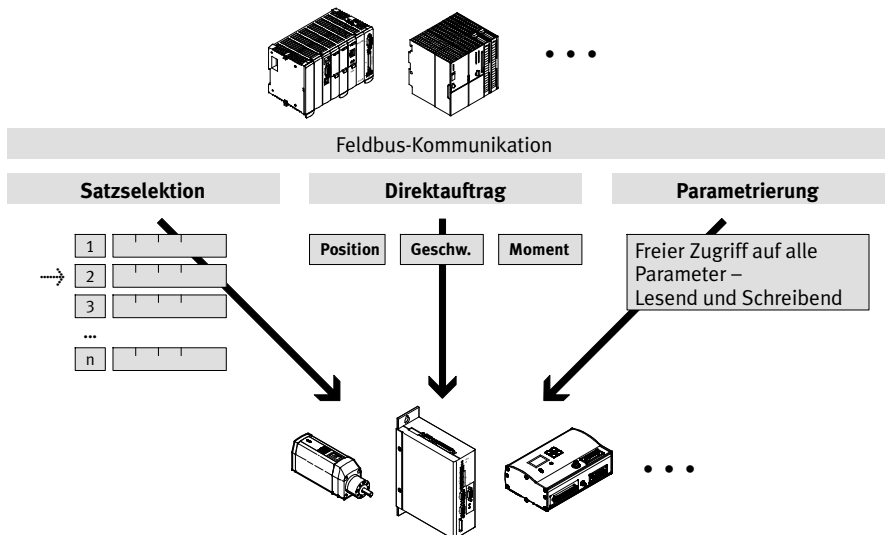 Feldbus-Kommunikation
Satzselektion
Direktauftrag
Parametrierung
1
2
3
...
n
Position
Geschw.
Moment
Freier Zugriff auf alle
Parameter –
Lesend und Schreibend